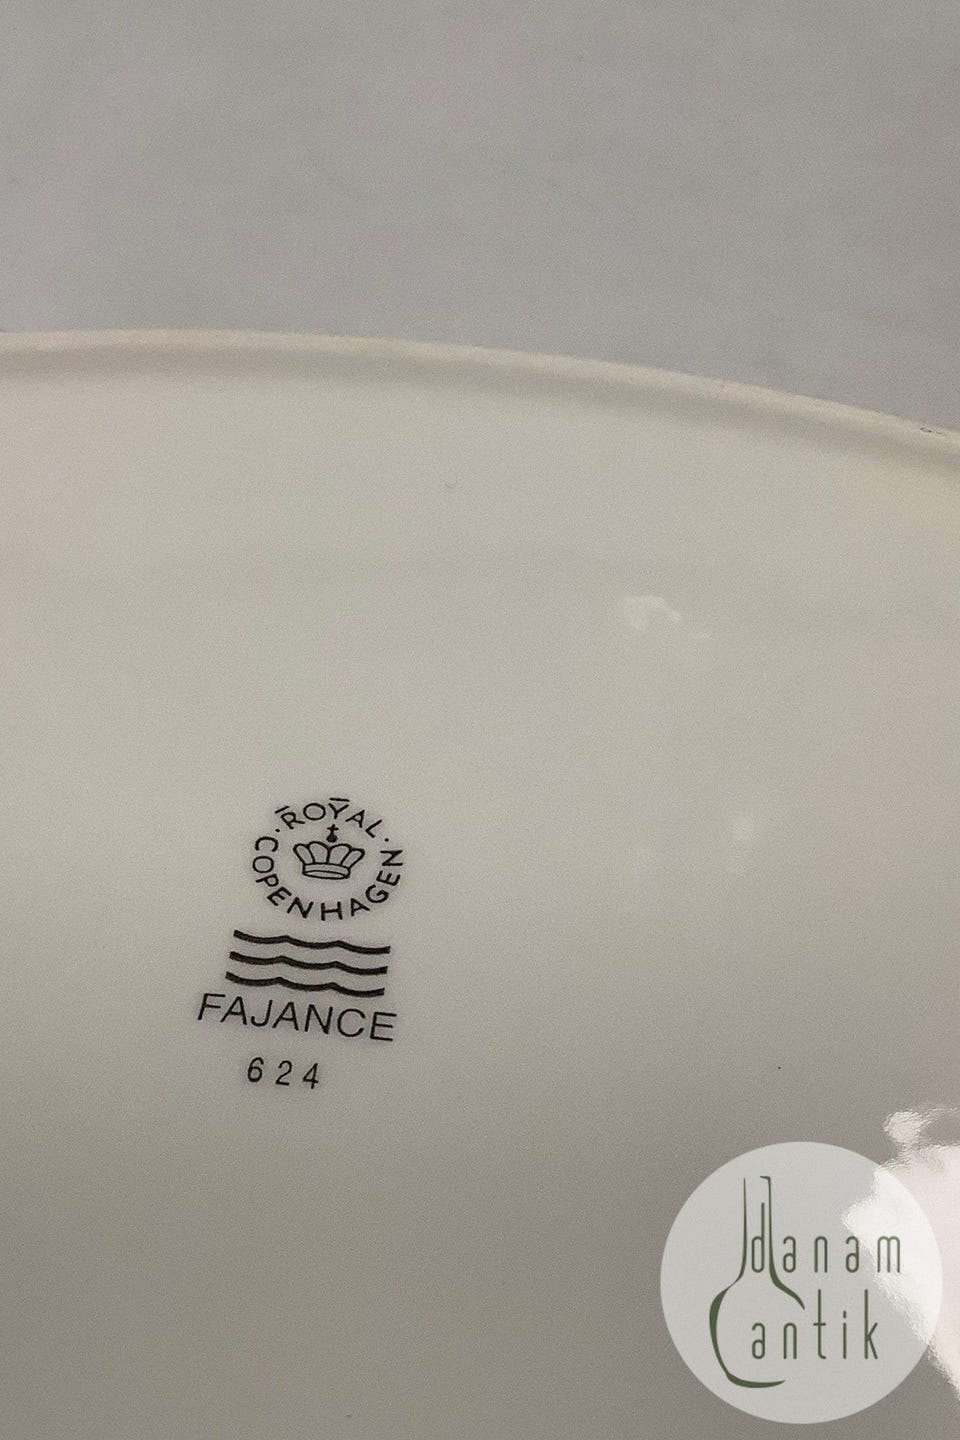 ROYAL
COPENHAGEN
FAJANCE
624
danam
antik